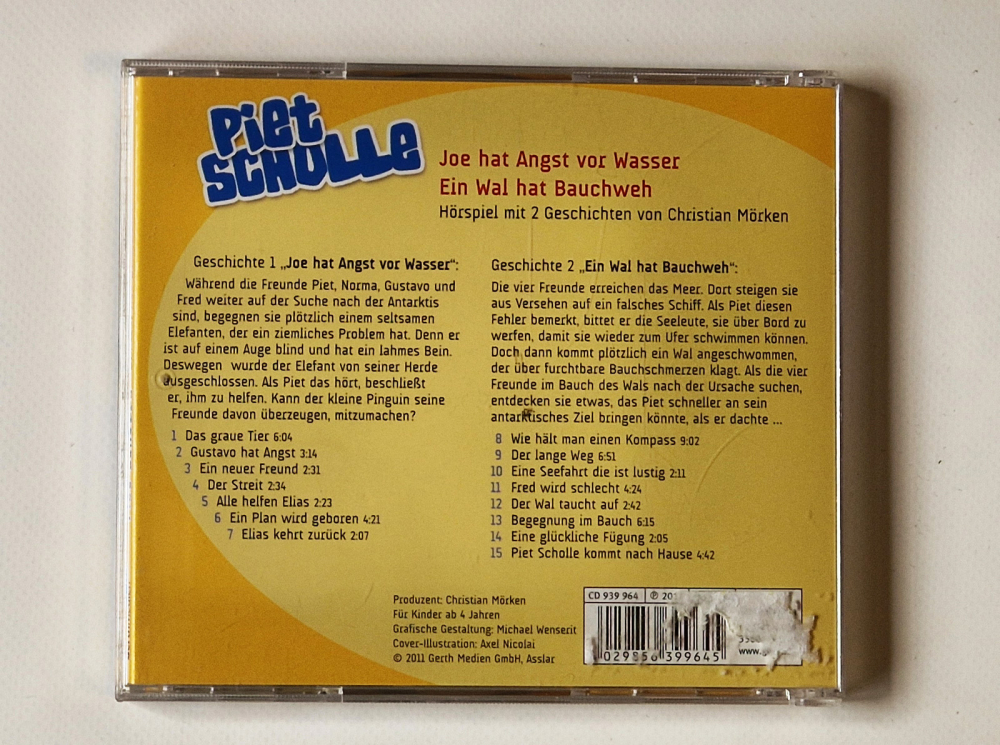 Piet
SCHOLLE
Joe hat Angst vor Wasser
Ein Wal hat Bauchweh
Hörspiel mit 2 Geschichten von Christian Mörken
Geschichte 1 „Joe hat Angst vor Wasser“:
Während die Freunde Piet, Norma, Gustavo und
Fred weiter auf der Suche nach der Antarktis
sind, begegnen sie plötzlich einem seltsamen
Elefanten, der ein ziemliches Problem hat. Denn er
ist auf einem Auge blind und hat ein lahmes Bein.
Deswegen wurde der Elefant von seiner Herde
ausgeschlossen. Als Piet das hört, beschließt
er, ihm zu helfen. Kann der kleine Pinguin seine
Freunde davon überzeugen, mitzumachen?
1 Das graue Tier 6:04
2 Gustavo hat Angst 3:14
3 Ein neuer Freund 2:31
4 Der Streit 2:34
5 Alle helfen Elias 2:23
6 Ein Plan wird geboren 4:21
7 Elias kehrt zurück 2:07
Geschichte 2 „Ein Wal hat Bauchweh“:
Die vier Freunde erreichen das Meer. Dort steigen sie
aus Versehen auf ein falsches Schiff. Als Piet diesen
Fehler bemerkt, bittet er die Seeleute, sie über Bord zu
werfen, damit sie wieder zum Ufer schwimmen können.
Doch dann kommt plötzlich ein Wal angeschwommen,
der über furchtbare Bauchschmerzen klagt. Als die vier
Freunde im Bauch des Wals nach der Ursache suchen,
entdecken sie etwas, das Piet schneller an sein
antarktisches Ziel bringen könnte, als er dachte ...
8 Wie hält man einen Kompass 9:02
9 Der lange Weg 6:51
10 Eine Seefahrt die ist lustig 2:11
11 Fred wird schlecht 4:24
12 Der Wal taucht auf 2:42
13 Begegnung im Bauch 6:15
14 Eine glückliche Fügung 2:05
15 Piet Scholle kommt nach Hause 4:42
Produzent: Christian Mörken
Für Kinder ab 4 Jahren
Grafische Gestaltung: Michael Wenserit
Cover-Illustration: Axel Nicolai
© 2011 Gerth Medien GmbH, Asslar
CD 939 964 ℗ 201
www.
029856 399645